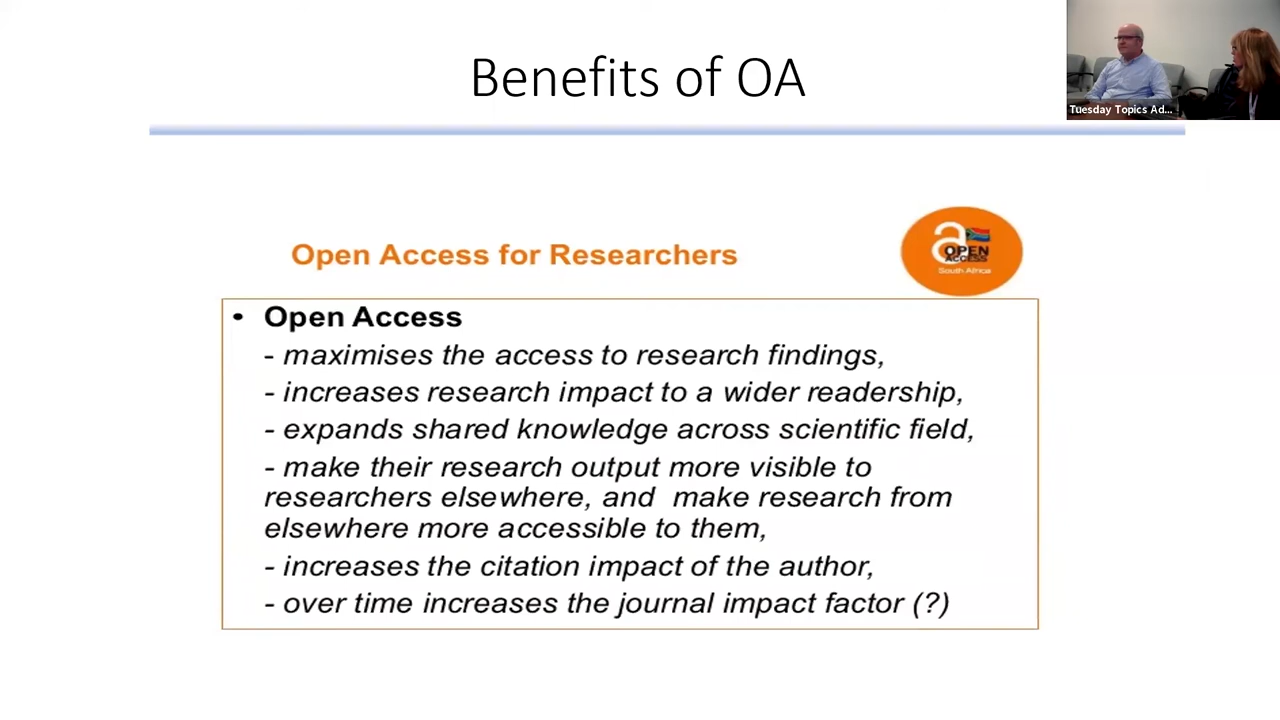 Benefits of OA
Tuesday Topics Ad...
Open Access for Researchers
a
OPEN
ACCESS
South Africa
• Open Access
- maximises the access to research findings,
- increases research impact to a wider readership,
- expands shared knowledge across scientific field,
- make their research output more visible to
researchers elsewhere, and make research from
elsewhere more accessible to them,
- increases the citation impact of the author,
- over time increases the journal impact factor (?)